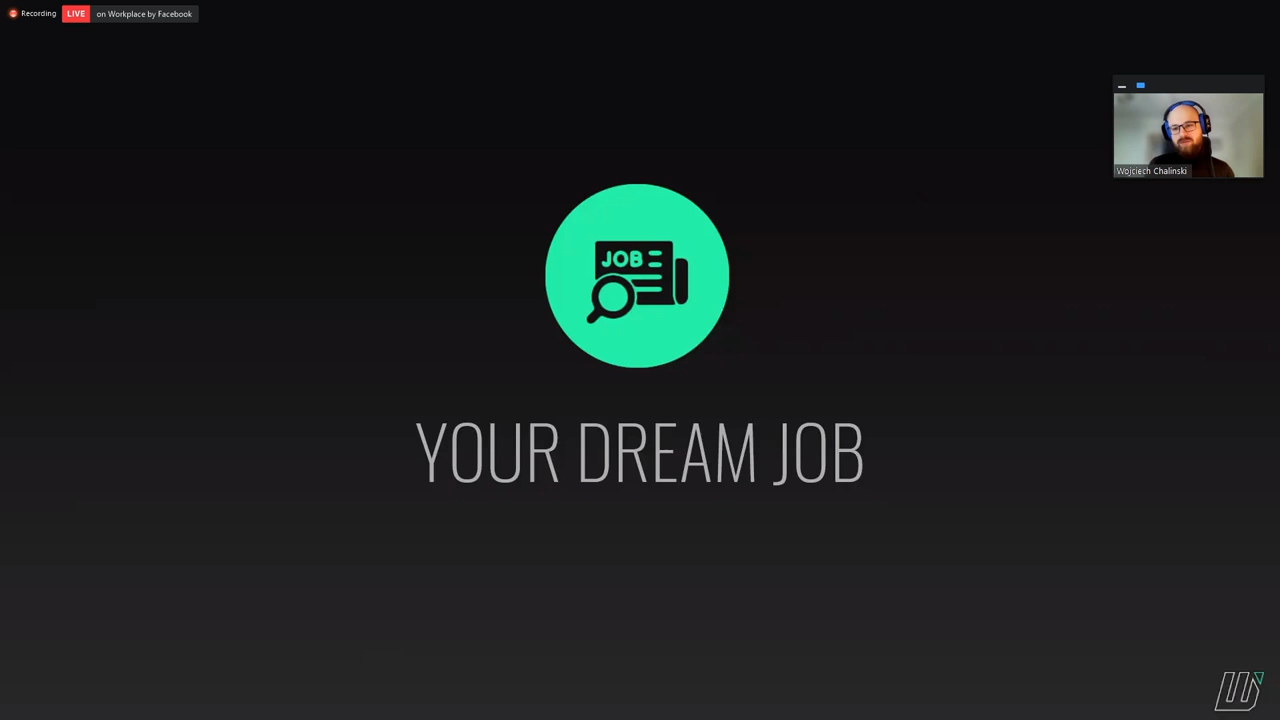 Recording
LIVE on Workplace by Facebook
Wojciech Chalinski
JOB
YOUR DREAM JOB